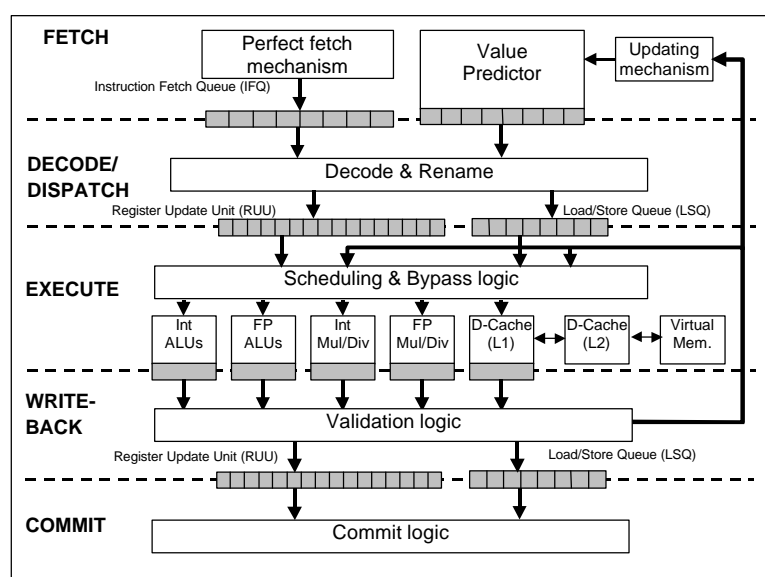 FETCH
Perfect fetch
mechanism
Value
Predictor
Updating
mechanism
Instruction Fetch Queue (IFQ)
DECODE/
DISPATCH
Decode & Rename
Register Update Unit (RUU)
Load/Store Queue (LSQ)
EXECUTE
Scheduling & Bypass logic
Int
ALUs
FP
ALUs
Int
Mul/Div
FP
Mul/Div
D-Cache
(L1)
D-Cache
(L2)
Virtual
Mem.
WRITE-
BACK
Validation logic
Register Update Unit (RUU)
Load/Store Queue (LSQ)
COMMIT
Commit logic